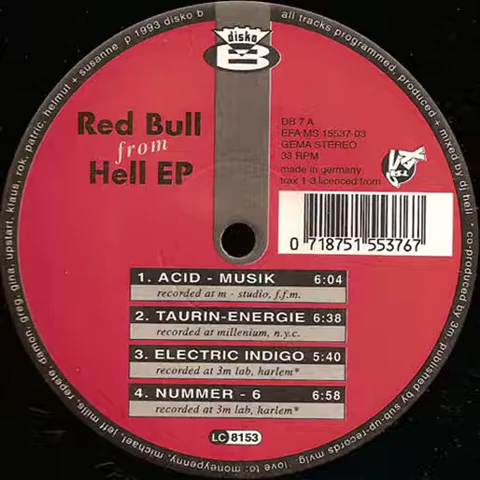 disko
B
Red Bull
from
Hell EP
DB 7 A
EFA MS 15537-03
GEMA STEREO
33 RPM
made in germany
trax 1-3 licenced from
0 718751 553767
1. ACID - MUSIK 6:04
recorded at m - studio, f.f.m.
2. TAURIN-ENERGIE 6:38
recorded at millenium, n.y.c.
3. ELECTRIC INDIGO 5:40
recorded at 3m lab, harlem*
4. NUMMER - 6 6:58
recorded at 3m lab, harlem*
LC 8153
all tracks programmed, produced + mixed by dj hell • co-produced by 3m. published by sub-up-records mvlg. love to: moneypenny, michael, jeff mills, repele, damon, greg, gina, upstart, klaus, rok, patric, helmut + susanne p 1993 disko b